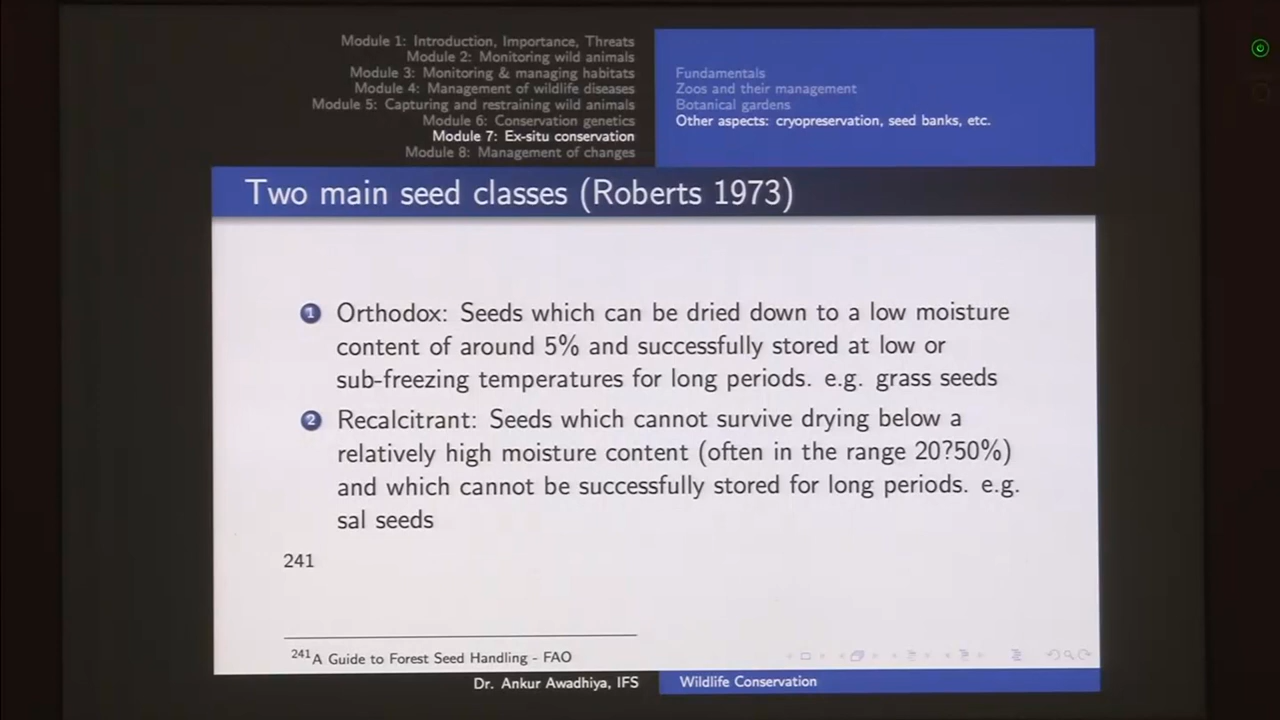 Module 1: Introduction, Importance, Threats
Module 2: Monitoring wild animals
Module 3: Monitoring & managing habitats
Module 4: Management of wildlife diseases
Module 5: Capturing and restraining wild animals
Module 6: Conservation genetics
Module 7: Ex-situ conservation
Module 8: Management of changes
Fundamentals
Zoos and their management
Botanical gardens
Other aspects: cryopreservation, seed banks, etc.
Two main seed classes (Roberts 1973)
1 Orthodox: Seeds which can be dried down to a low moisture
content of around 5% and successfully stored at low or
sub-freezing temperatures for long periods. e.g. grass seeds
2 Recalcitrant: Seeds which cannot survive drying below a
relatively high moisture content (often in the range 20?50%)
and which cannot be successfully stored for long periods. e.g.
sal seeds
241
241 A Guide to Forest Seed Handling - FAO
Dr. Ankur Awadhiya, IFS
Wildlife Conservation